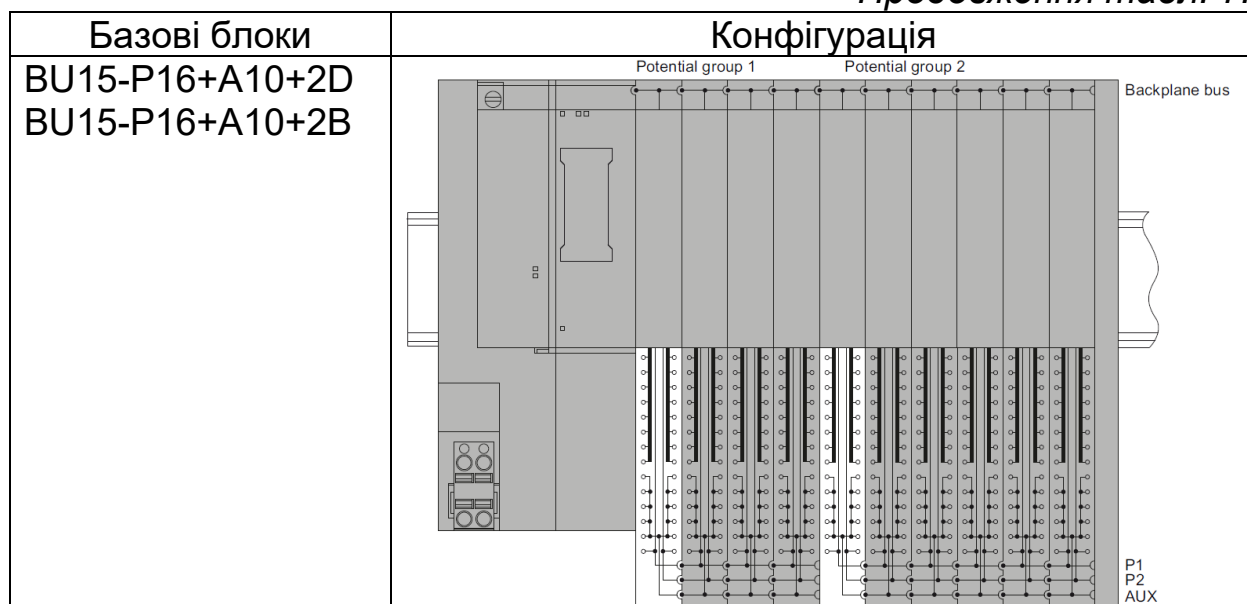 Базові блоки
Конфігурація
BU15-P16+A10+2D
BU15-P16+A10+2B
Potential group 1
Potential group 2
Backplane bus
P1
P2
AUX